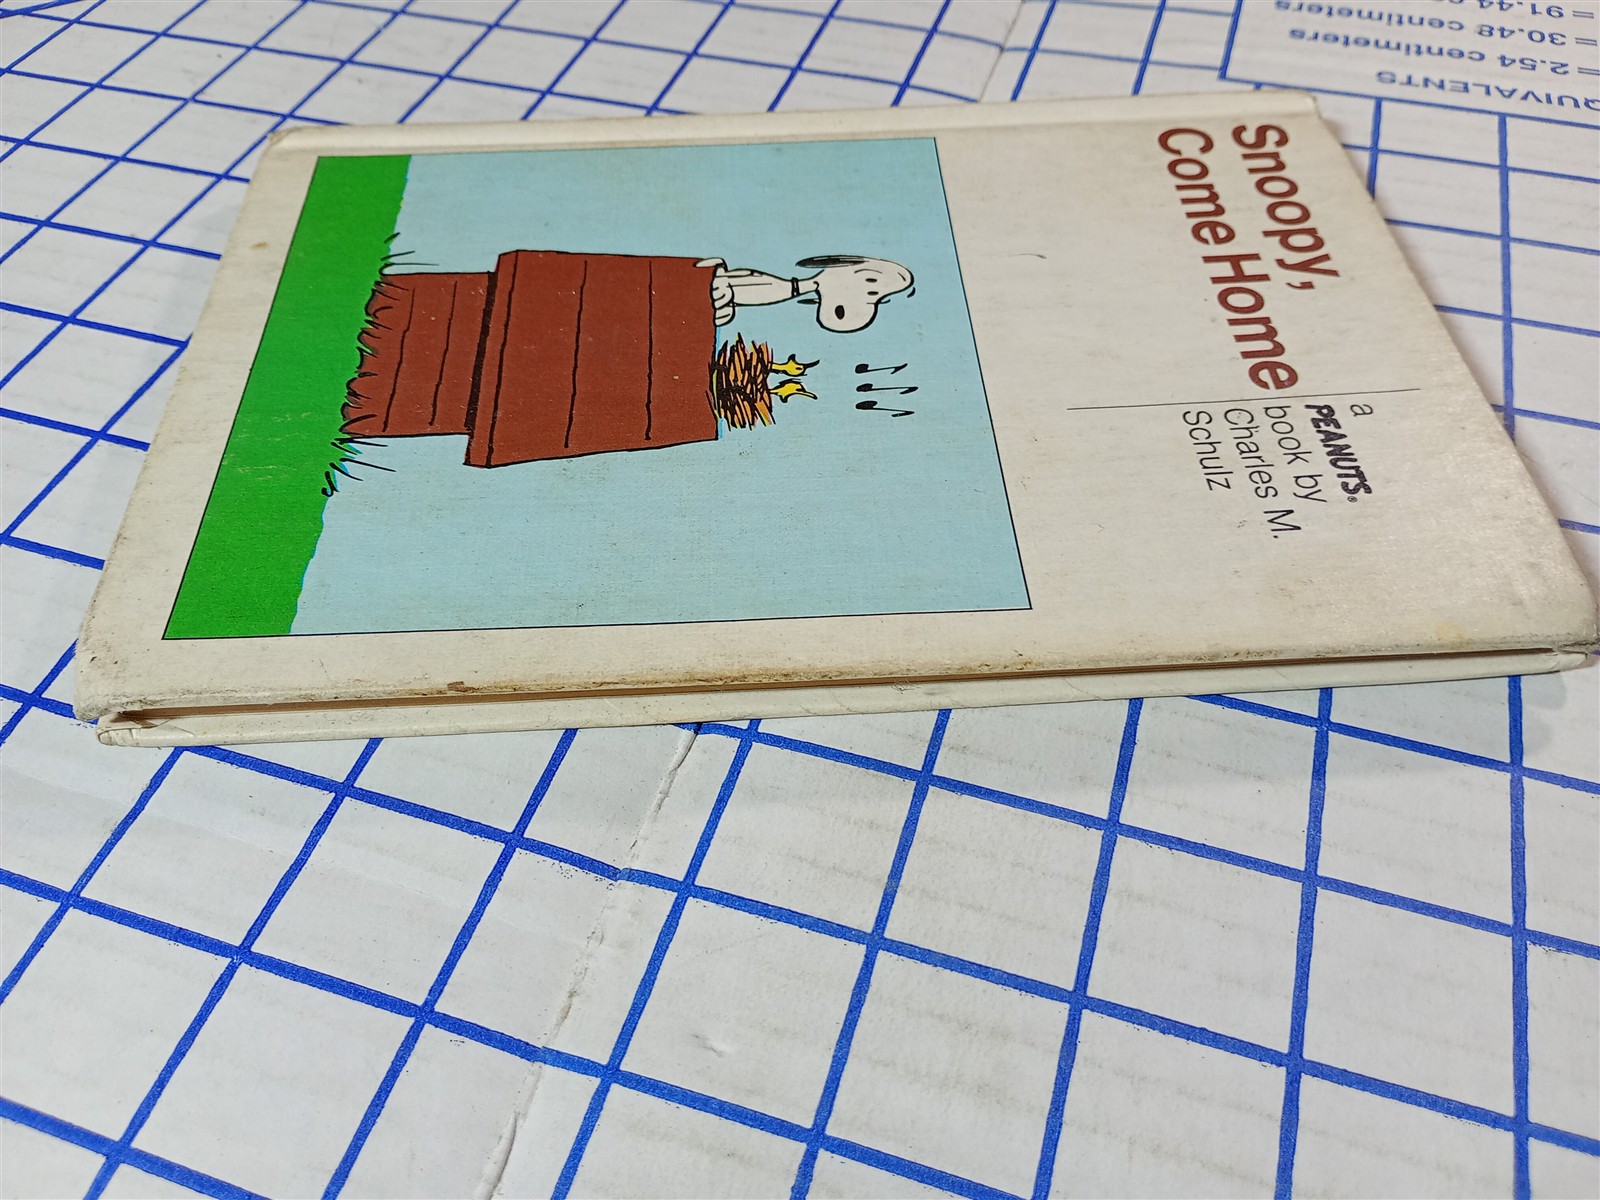 Snoopy,
Come Home
a
PEANUTS®
book by
Charles M.
Schulz
QUIVALENTS
= 2.54 centimeters
= 30.48 centimeters
= 91.44 c